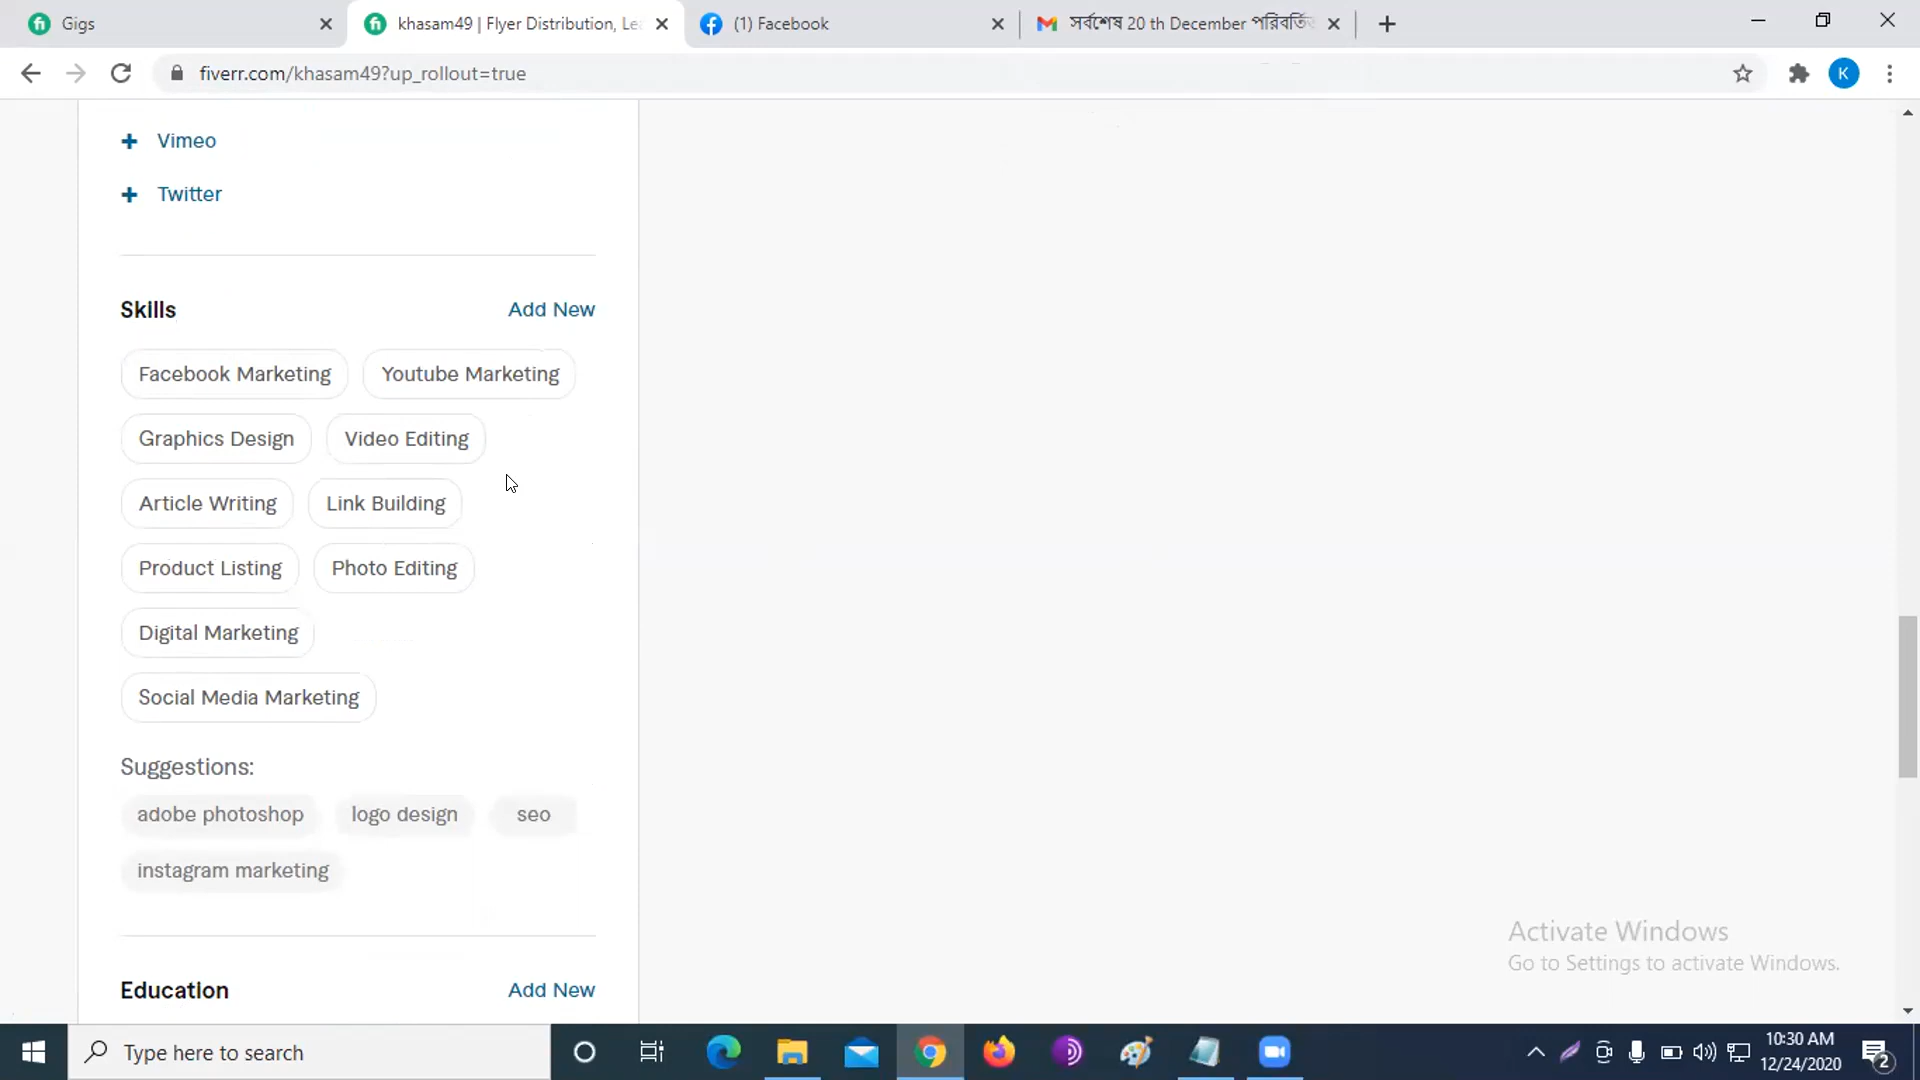 Gigs
khasam49 | Flyer Distribution, Le
(1) Facebook
সর্বশেষ 20 th December পরিবর্তিত
fiverr.com/khasam49?up_rollout=true
K
+ Vimeo
+ Twitter
Skills Add New
Facebook Marketing Youtube Marketing
Graphics Design Video Editing
Article Writing Link Building
Product Listing Photo Editing
Digital Marketing
Social Media Marketing
Suggestions:
adobe photoshop logo design seo
instagram marketing
Education Add New
Activate Windows
Go to Settings to activate Windows.
Type here to search
10:30 AM
12/24/2020
2